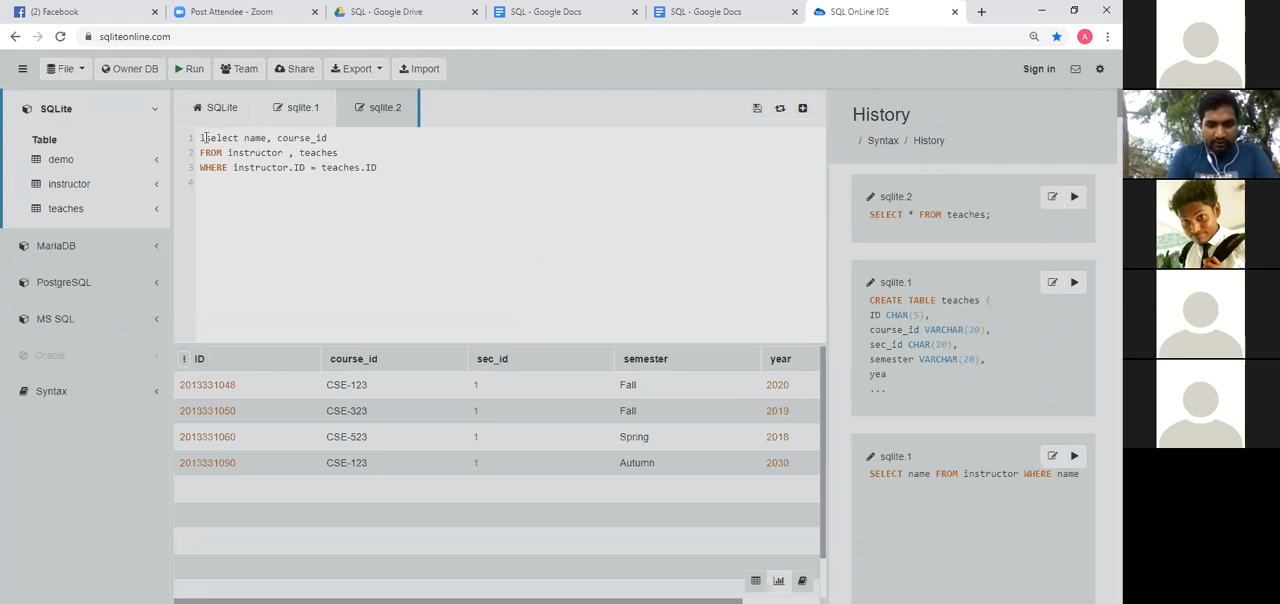 (2) Facebook
Post Attendee - Zoom
SQL - Google Drive
SQL - Google Docs
SQL - Google Docs
SQL OnLine IDE
sqliteonline.com
A
File
Owner DB
Run
Team
Share
Export
Import
Sign in
SQLite
Table
demo
instructor
teaches
MariaDB
PostgreSQL
MS SQL
Oracle
Syntax
SQLite
sqlite.1
sqlite.2
1 lselect name, course_id
2 FROM instructor , teaches
3 WHERE instructor.ID = teaches.ID
4
ID course_id sec_id semester year
2013331048 CSE-123 1 Fall 2020
2013331050 CSE-323 1 Fall 2019
2013331060 CSE-523 1 Spring 2018
2013331090 CSE-123 1 Autumn 2030
History
/ Syntax / History
sqlite.2
SELECT * FROM teaches;
sqlite.1
CREATE TABLE teaches (
ID CHAR(5),
course_id VARCHAR(20),
sec_id CHAR(20),
semester VARCHAR(20),
yea
...
sqlite.1
SELECT name FROM instructor WHERE name